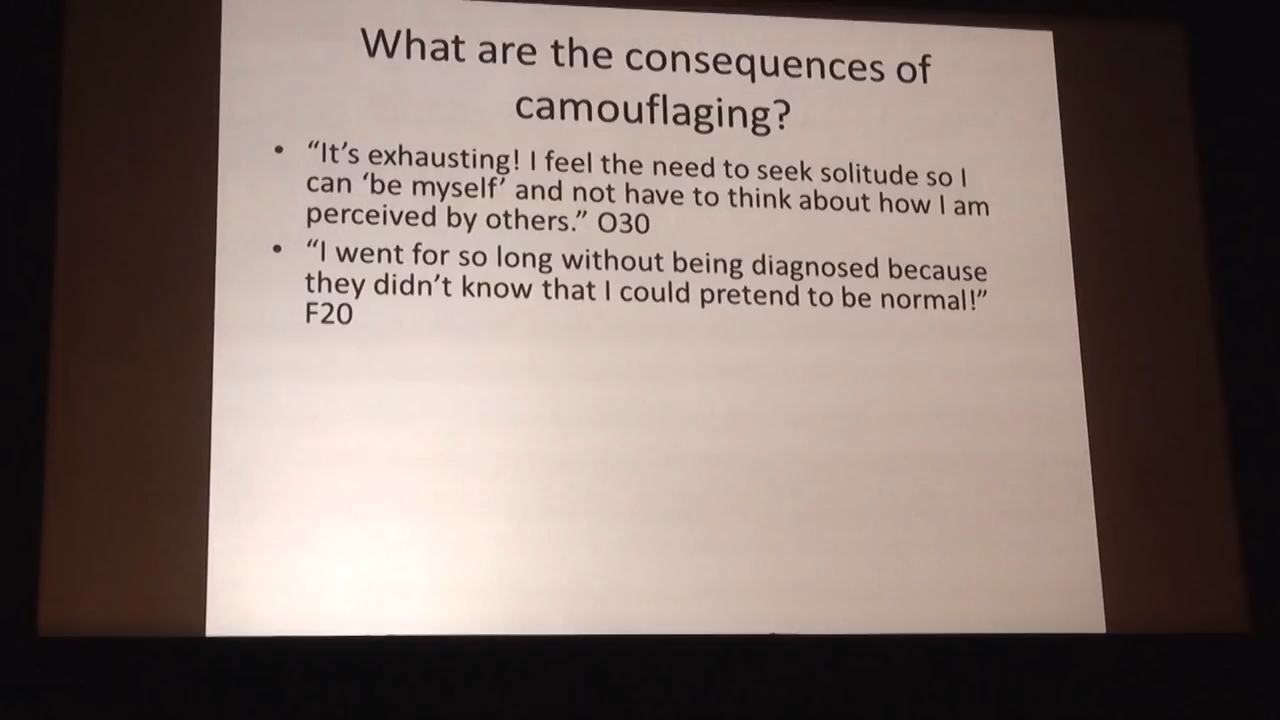 What are the consequences of
camouflaging?
• “It’s exhausting! I feel the need to seek solitude so I
can ‘be myself’ and not have to think about how I am
perceived by others.” O30
• “I went for so long without being diagnosed because
they didn’t know that I could pretend to be normal!”
F20